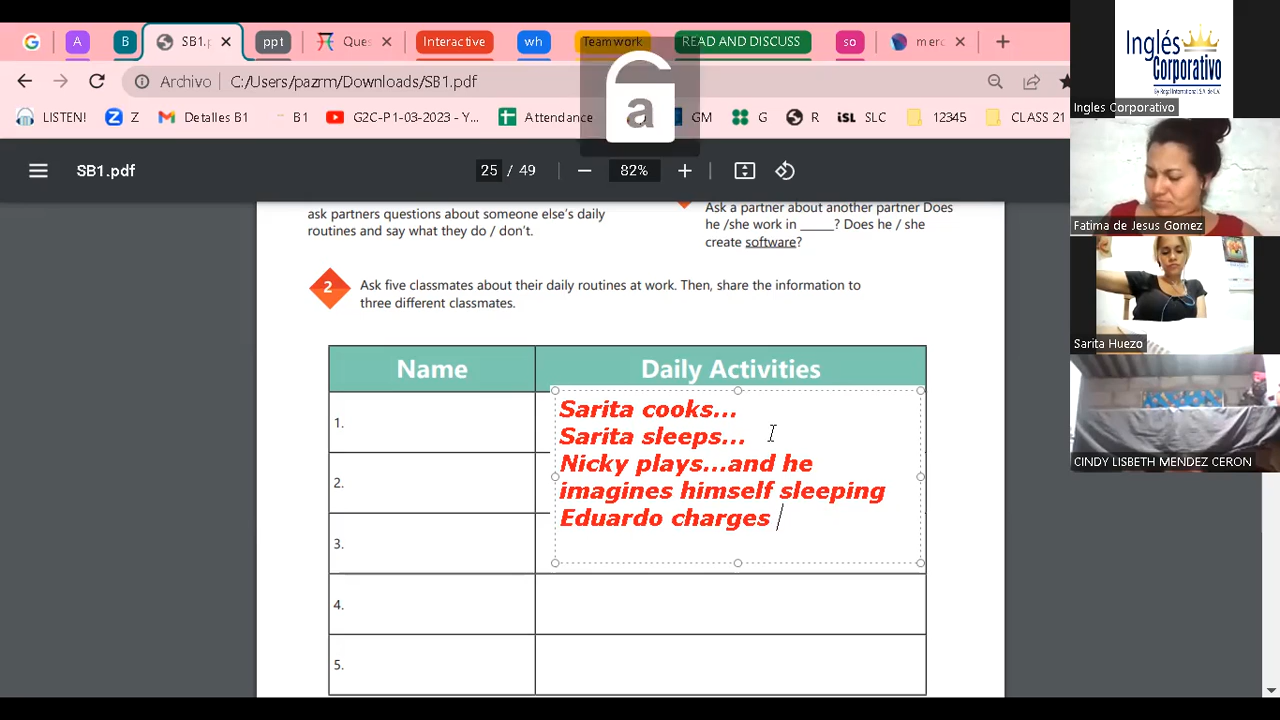 SB1.p
ppt
Ques
Interactive
wh
Teamwork
READ AND DISCUSS
so
merc
Archivo
C:/Users/pazrm/Downloads/SB1.pdf
LISTEN!
Z
Detalles B1
B1
G2C-P1-03-2023 - Y...
Attendance
GM
G
R
SLC
12345
CLASS 21
a
SB1.pdf
25 / 49
82%
ask partners questions about someone else's daily
routines and say what they do / don't.
Ask a partner about another partner Does
he /she work in _____? Does he / she
create software?
2
Ask five classmates about their daily routines at work. Then, share the information to
three different classmates.
Name
Daily Activities
1.
2.
3.
4.
5.
Sarita cooks...
Sarita sleeps...
Nicky plays...and he
imagines himself sleeping
Eduardo charges
Inglés
Corporativo
Ingles Corporativo
Fatima de Jesus Gomez
Sarita Huezo
CINDY LISBETH MENDEZ CERON